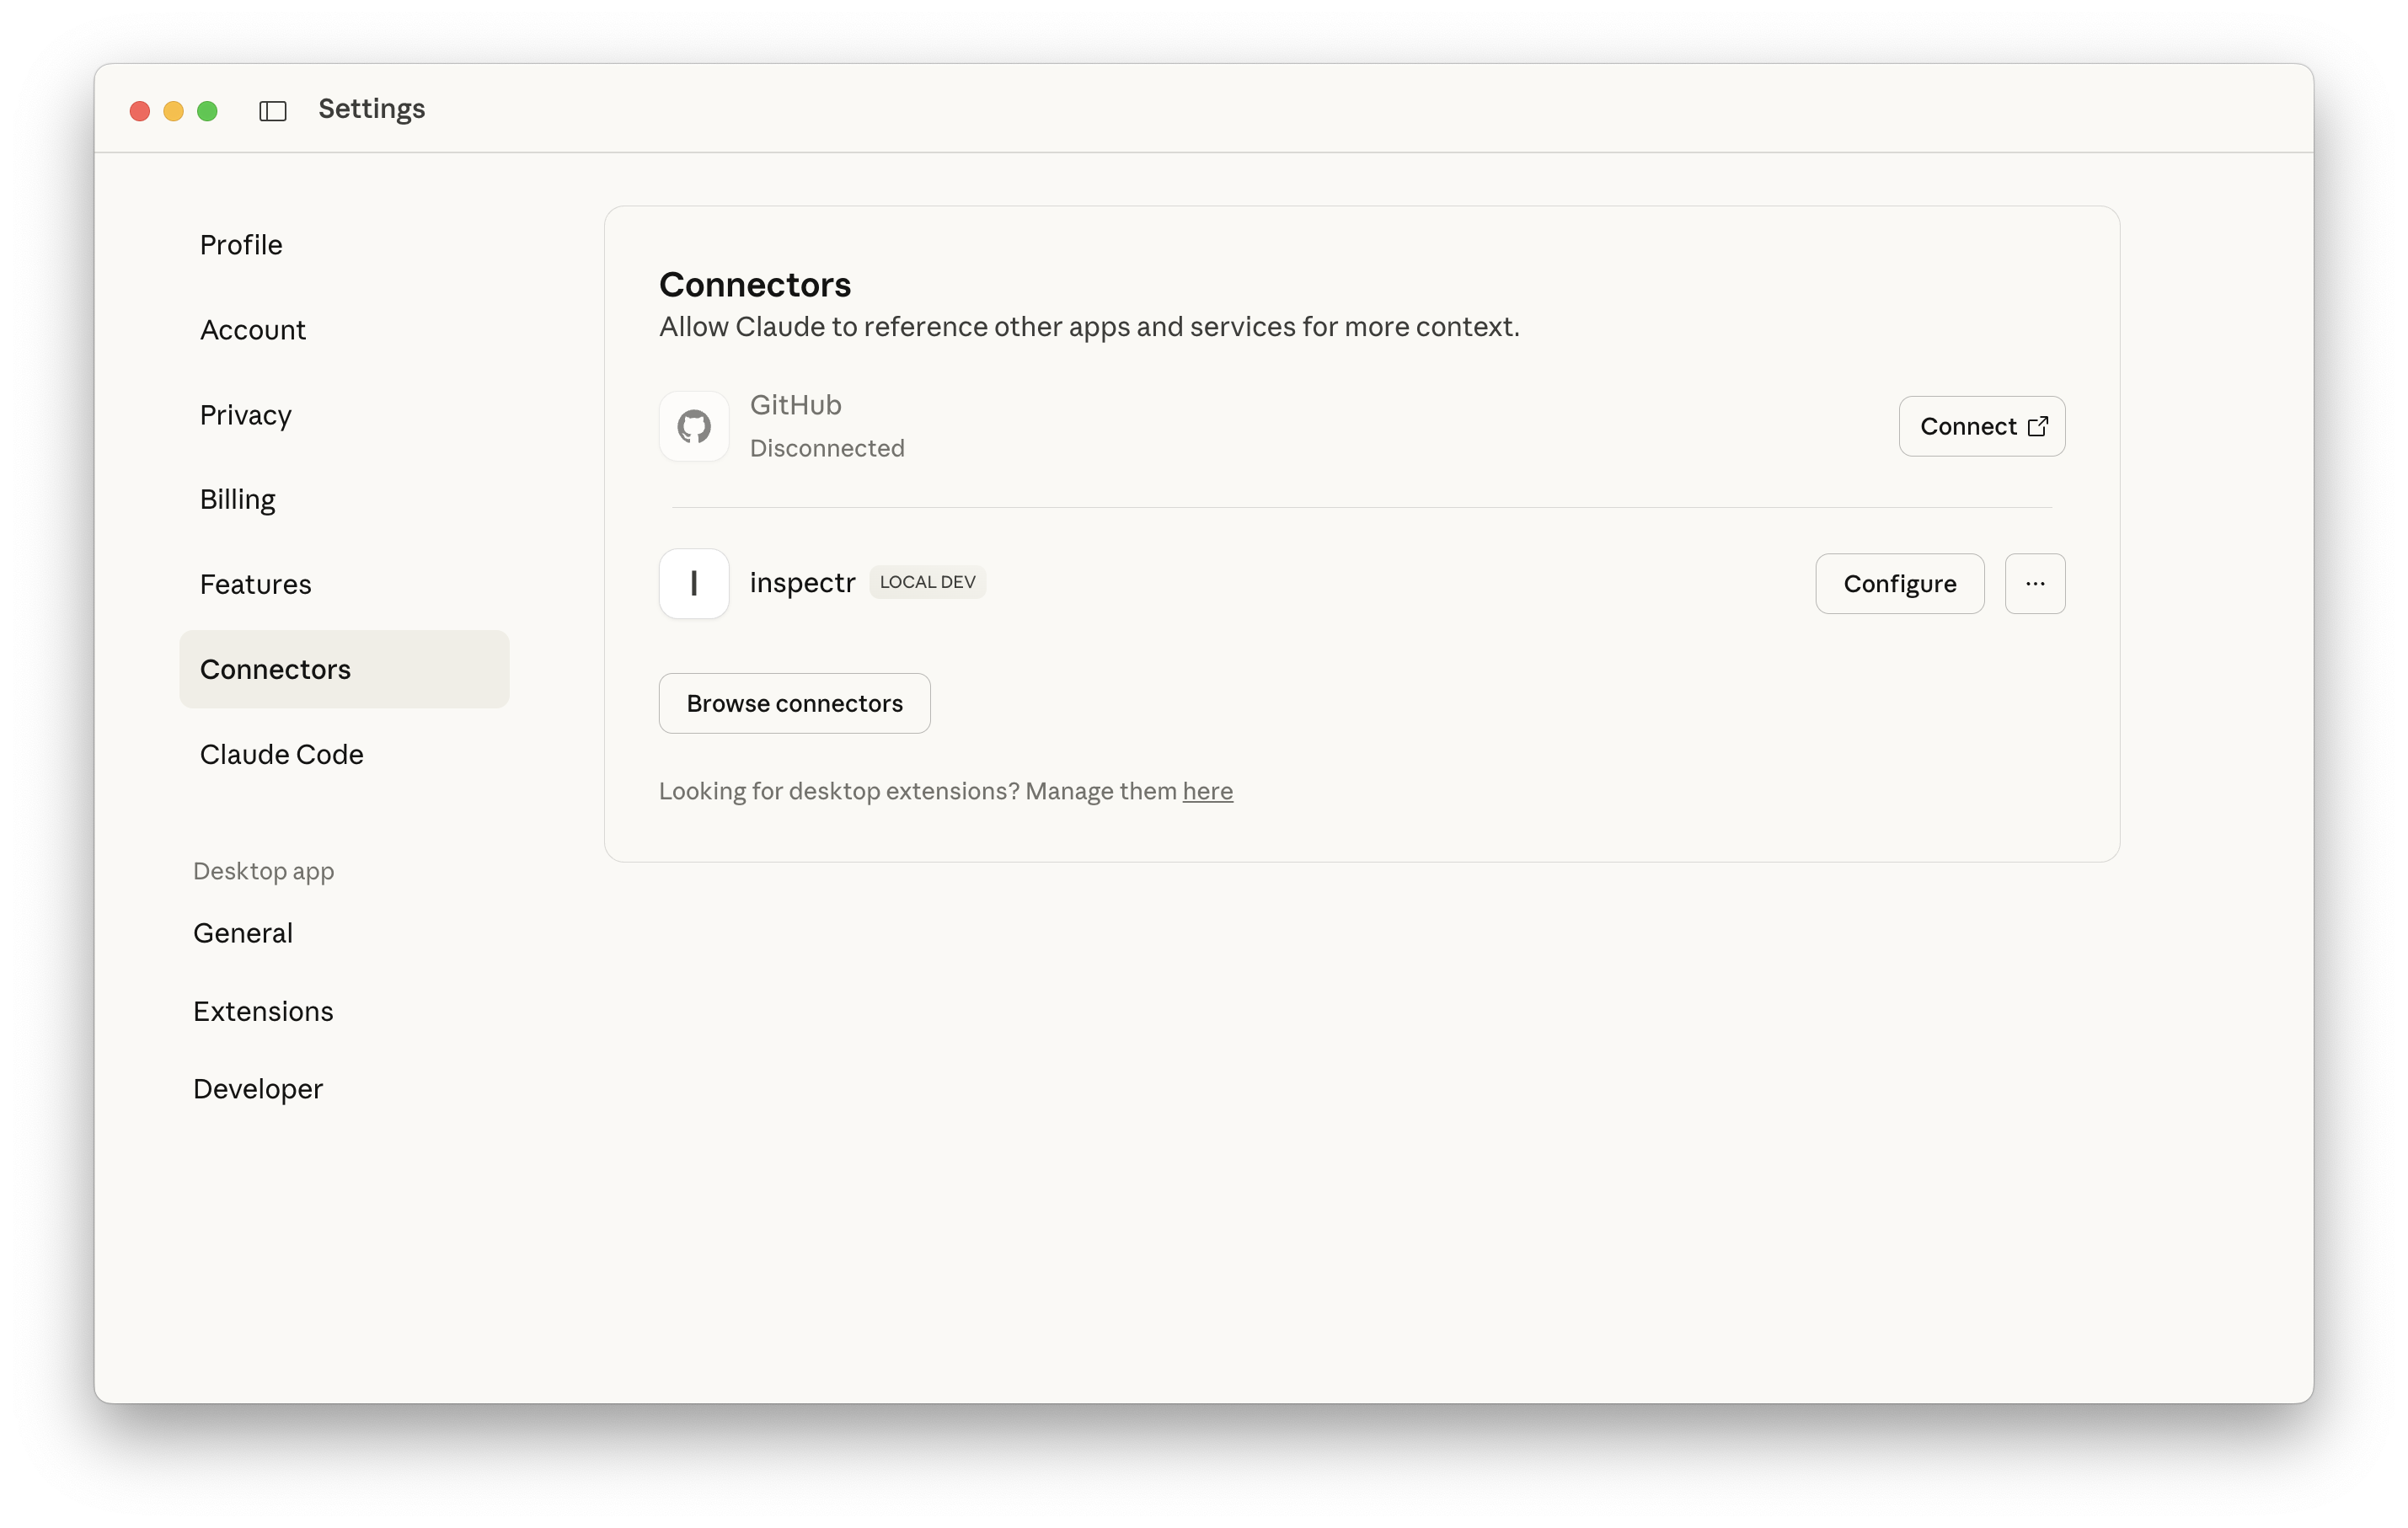 Settings
Profile
Account
Privacy
Billing
Features
Connectors
Claude Code
Desktop app
General
Extensions
Developer
Connectors
Allow Claude to reference other apps and services for more context.
GitHub
Disconnected
Connect
I
inspectr LOCAL DEV
Configure
...
Browse connectors
Looking for desktop extensions? Manage them here